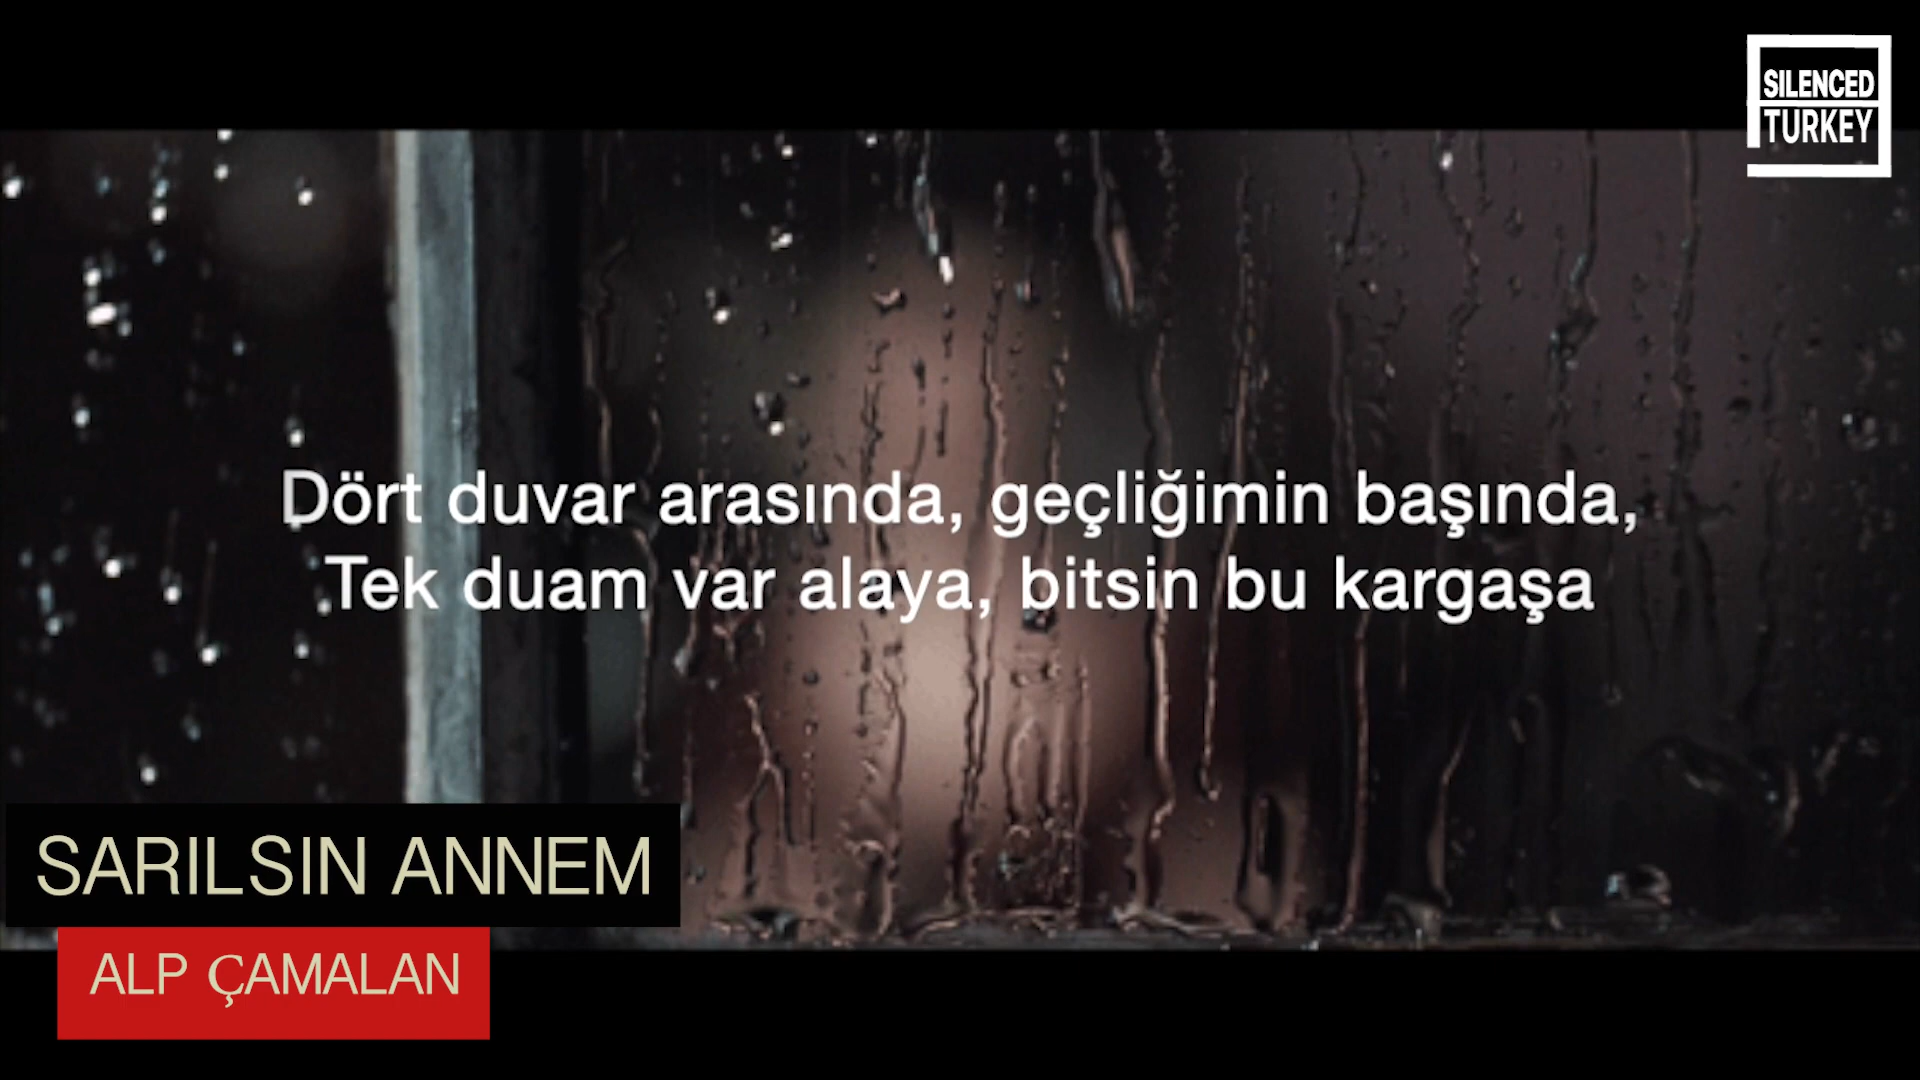 SILENCED
TURKEY
Dört duvar arasında, geçliğimin başında,
Tek duam var alaya, bitsin bu kargaşa
SARILSIN ANNEM
ALP ÇAMALAN